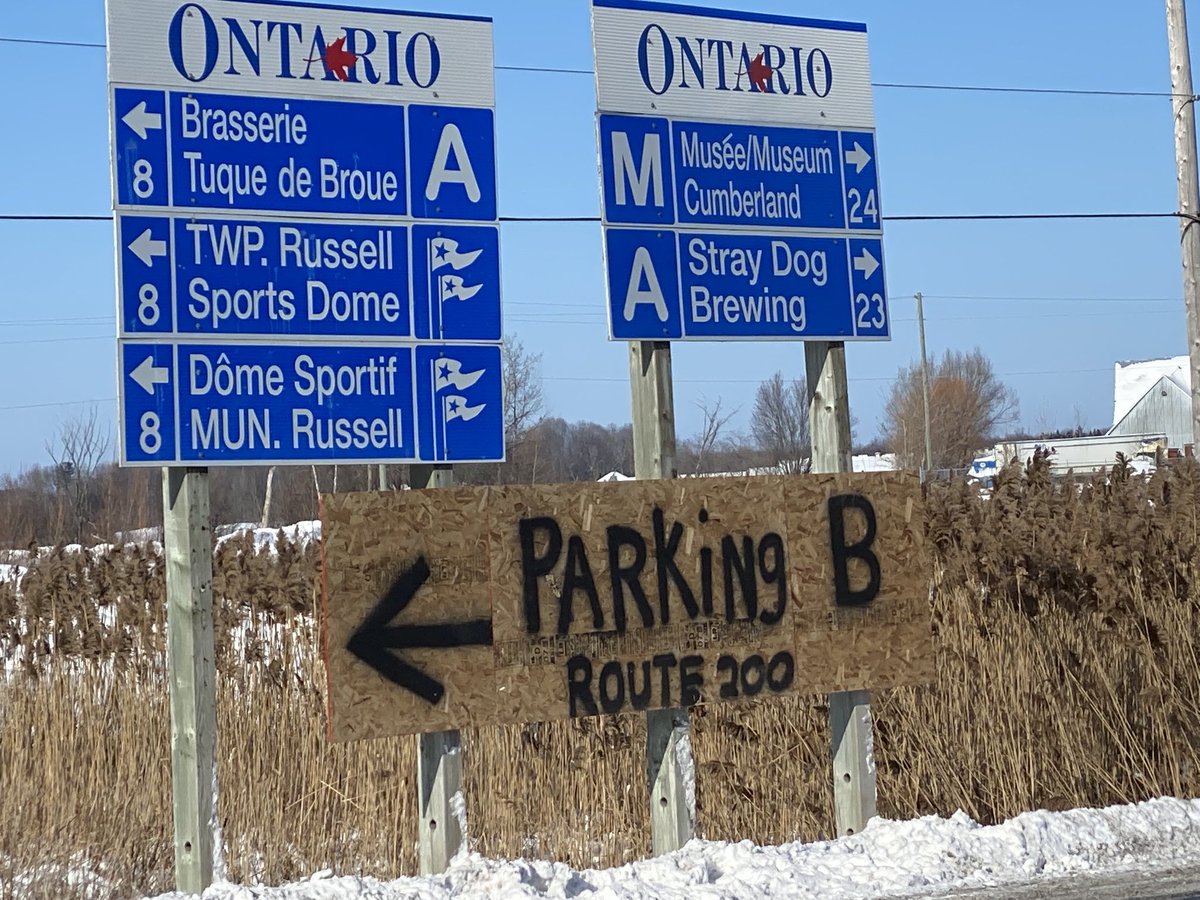 ONTARIO
← Brasserie A
8 Tuque de Broue
← TWP. Russell
8 Sports Dome
← Dôme Sportif
8 MUN. Russell
ONTARIO
M Musée/Museum →
Cumberland 24
A Stray Dog →
Brewing 23
← PARKiNg B
ROUTE 200